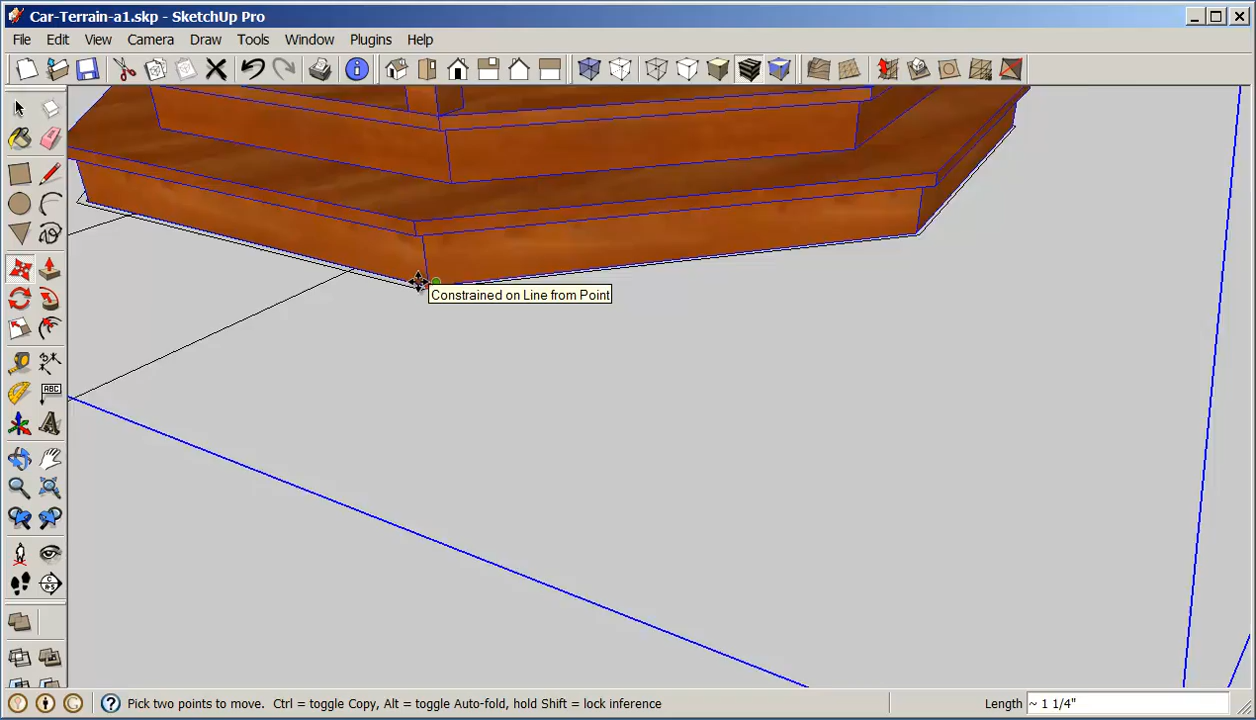 Car-Terrain-a1.skp - SketchUp Pro
File Edit View Camera Draw Tools Window Plugins Help
ABC
Constrained on Line from Point
Pick two points to move. Ctrl = toggle Copy, Alt = toggle Auto-fold, hold Shift = lock inference
Length ~ 1 1/4"